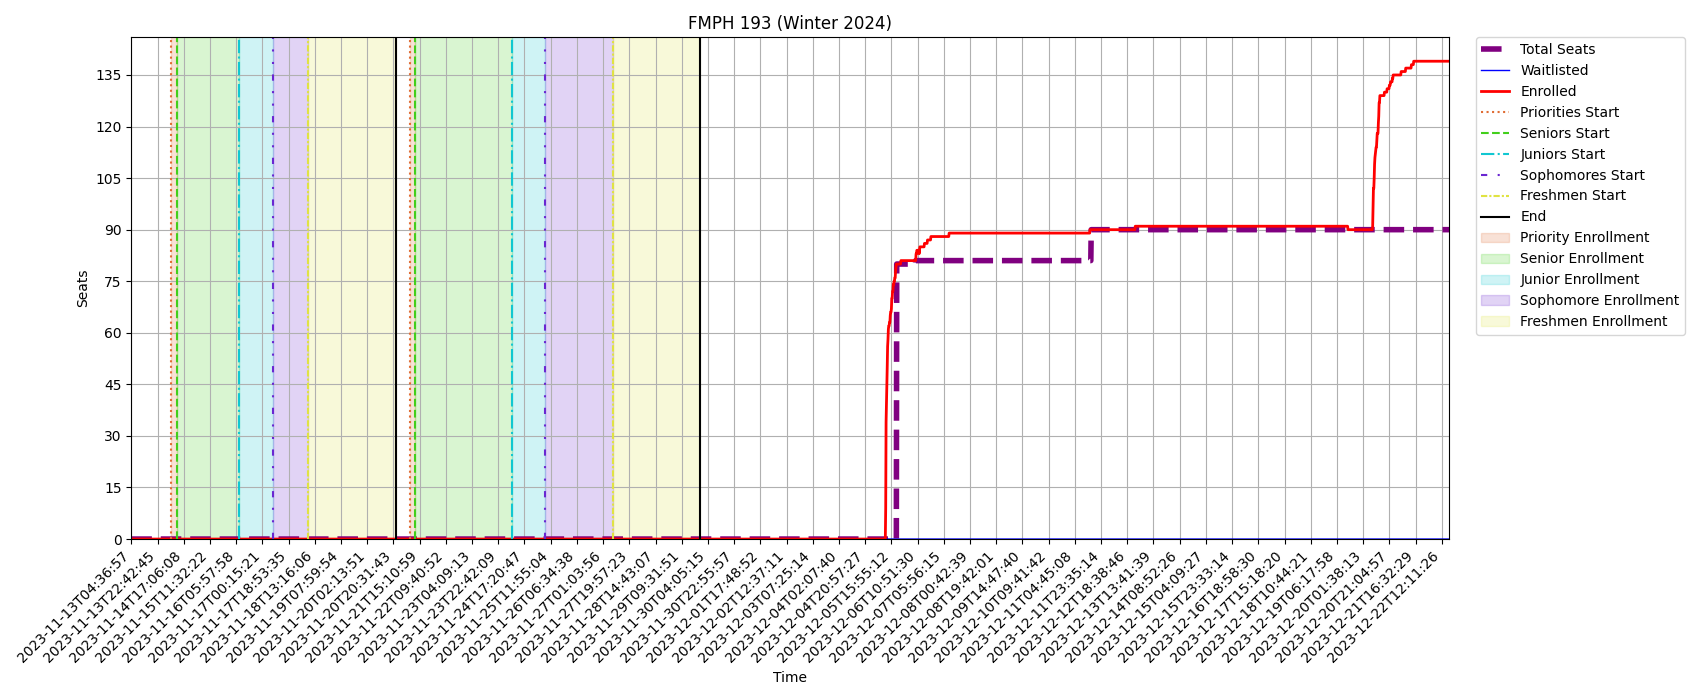 FMPH 193 (Winter 2024)
Seats
135
120
105
90
75
60
45
30
15
0
2023-11-13T04:36:57
2023-11-13T22:42:45
2023-11-14T17:06:08
2023-11-15T11:32:22
2023-11-16T05:57:58
2023-11-17T00:15:21
2023-11-17T18:53:35
2023-11-18T13:16:06
2023-11-19T07:59:54
2023-11-20T02:13:51
2023-11-20T20:31:43
2023-11-21T15:10:59
2023-11-22T09:40:52
2023-11-23T04:09:13
2023-11-23T22:42:09
2023-11-24T17:20:47
2023-11-25T11:55:04
2023-11-26T06:34:38
2023-11-27T01:03:56
2023-11-27T19:57:23
2023-11-28T14:43:07
2023-11-29T09:31:51
2023-11-30T04:05:15
2023-11-30T22:55:57
2023-12-01T17:48:52
2023-12-02T12:37:11
2023-12-03T07:25:14
2023-12-04T02:07:40
2023-12-04T20:57:27
2023-12-05T15:55:12
2023-12-06T10:51:30
2023-12-07T05:56:15
2023-12-08T00:42:39
2023-12-08T19:42:01
2023-12-09T14:47:40
2023-12-10T09:41:42
2023-12-11T04:45:08
2023-12-11T23:35:14
2023-12-12T18:38:46
2023-12-13T13:41:39
2023-12-14T08:52:26
2023-12-15T04:09:27
2023-12-15T23:33:14
2023-12-16T18:58:30
2023-12-17T15:18:20
2023-12-18T10:44:21
2023-12-19T06:17:58
2023-12-20T01:38:13
2023-12-20T21:04:57
2023-12-21T16:32:29
2023-12-22T12:11:26
Time
Total Seats
Waitlisted
Enrolled
Priorities Start
Seniors Start
Juniors Start
Sophomores Start
Freshmen Start
End
Priority Enrollment
Senior Enrollment
Junior Enrollment
Sophomore Enrollment
Freshmen Enrollment